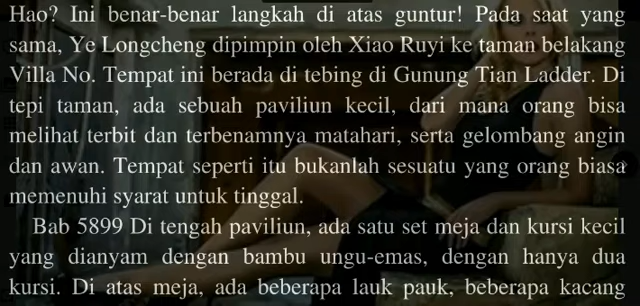 Hao? Ini benar-benar langkah di atas guntur! Pada saat yang
sama, Ye Longcheng dipimpin oleh Xiao Ruyi ke taman belakang
Villa No. Tempat ini berada di tebing di Gunung Tian Ladder. Di
tepi taman, ada sebuah paviliun kecil, dari mana orang bisa
melihat terbit dan terbenamnya matahari, serta gelombang angin
dan awan. Tempat seperti itu bukanlah sesuatu yang orang biasa
memenuhi syarat untuk tinggal.
Bab 5899 Di tengah paviliun, ada satu set meja dan kursi kecil
yang dianyam dengan bambu ungu-emas, dengan hanya dua
kursi. Di atas meja, ada beberapa lauk pauk, beberapa kacang